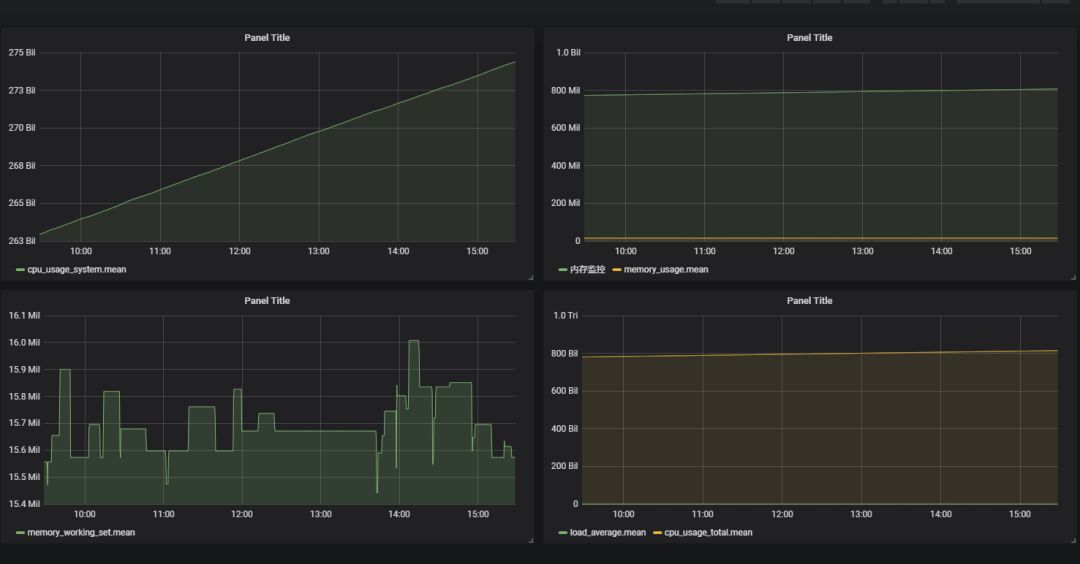 Panel Title
275 Bil
273 Bil
270 Bil
268 Bil
265 Bil
263 Bil
10:00 11:00 12:00 13:00 14:00 15:00
cpu_usage_system.mean
Panel Title
1.0 Bil
800 Mil
600 Mil
400 Mil
200 Mil
0
10:00 11:00 12:00 13:00 14:00 15:00
内存监控 memory_usage.mean
Panel Title
16.1 Mil
16.0 Mil
15.9 Mil
15.8 Mil
15.7 Mil
15.6 Mil
15.5 Mil
15.4 Mil
10:00 11:00 12:00 13:00 14:00 15:00
memory_working_set.mean
Panel Title
1.0 Tri
800 Bil
600 Bil
400 Bil
200 Bil
0
10:00 11:00 12:00 13:00 14:00 15:00
load_average.mean cpu_usage_total.mean